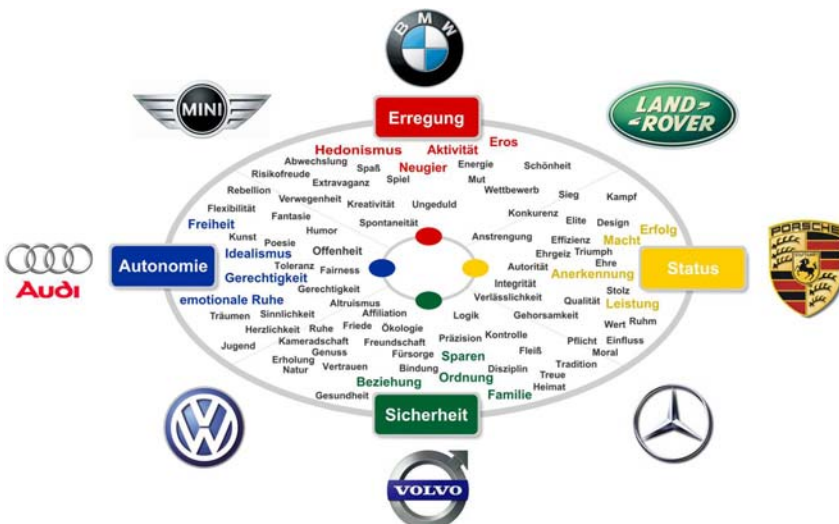 BMW
MINI
LAND-
ROVER
Erregung
Hedonismus Aktivität Eros
Abwechslung Spaß Neugier Energie Schönheit
Risikofreude Extravaganz Spiel Mut
Rebellion Verwegenheit Kreativität Ungeduld Wettbewerb Sieg Kampf
Flexibilität Fantasie Spontaneität Konkurenz Elite Design
Freiheit Humor Anstrengung Effizienz Macht Erfolg
Kunst Poesie Offenheit Ehrgeiz Triumph
Idealismus Toleranz Fairness Autorität Ehre
Gerechtigkeit Anerkennung
Audi
Autonomie
Status
PORSCHE
emotionale Ruhe Gerechtigkeit Integrität Stolz
Altruismus Verlässlichkeit Qualität Leistung
Träumen Sinnlichkeit Affiliation Logik Gehorsamkeit Wert Ruhm
Herzlichkeit Ruhe Friede Ökologie Präzision Kontrolle Pflicht Einfluss
Jugend Kameradschaft Freundschaft Fleiß Moral
Erholung Genuss Fürsorge Sparen Tradition
Natur Vertrauen Bindung Disziplin Treue
Beziehung Ordnung Heimat
Gesundheit Familie
Sicherheit
VW
VOLVO